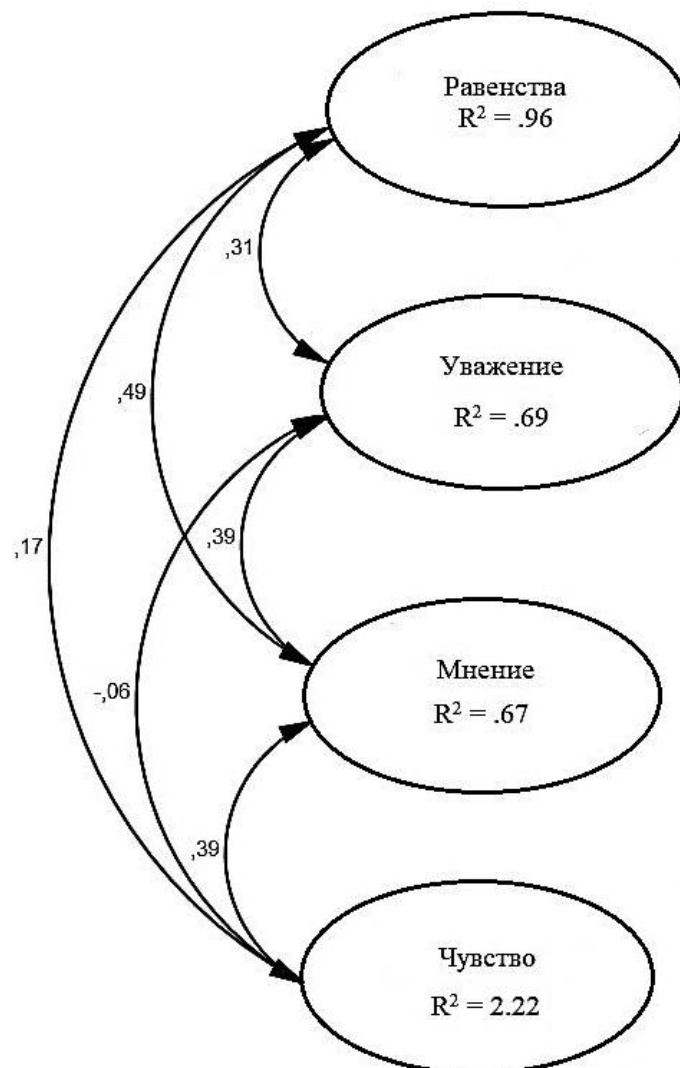 Равенства
R² = .96
,31
Уважение
R² = .69
,49
,39
,17
Мнение
R² = .67
-,06
,39
Чувство
R² = 2.22